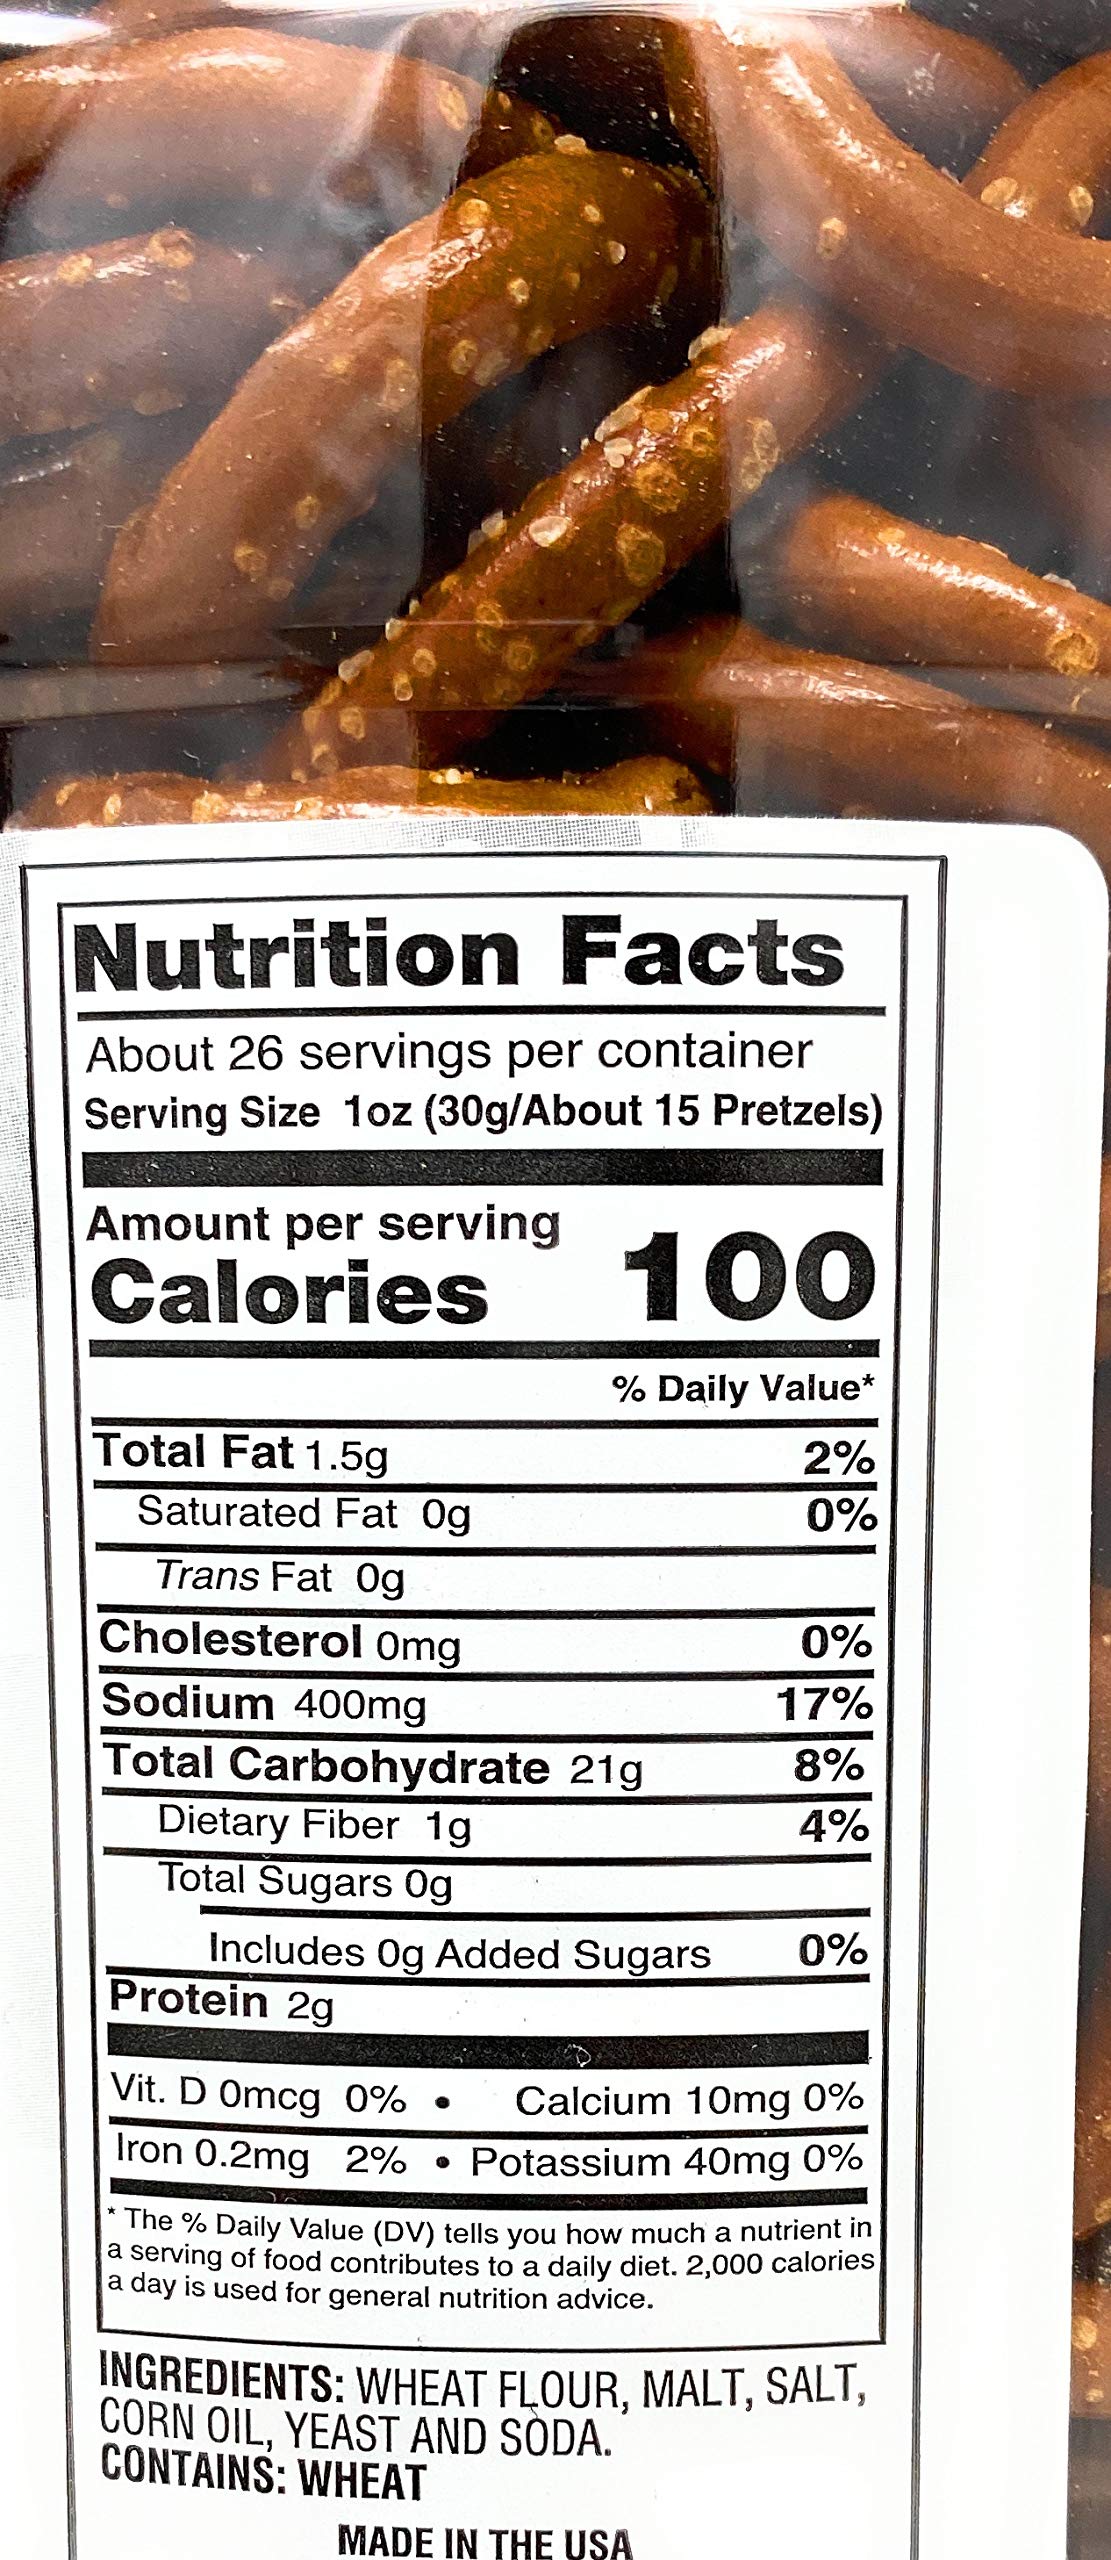 Nutrition Facts
About 26 servings per container
Serving Size 1oz (30g/About 15 Pretzels)
Amount per serving
Calories 100
% Daily Value*
Total Fat 1.5g 2%
Saturated Fat 0g 0%
Trans Fat 0g
Cholesterol 0mg 0%
Sodium 400mg 17%
Total Carbohydrate 21g 8%
Dietary Fiber 1g 4%
Total Sugars 0g
Includes 0g Added Sugars 0%
Protein 2g
Vit. D 0mcg 0% • Calcium 10mg 0%
Iron 0.2mg 2% • Potassium 40mg 0%
* The % Daily Value (DV) tells you how much a nutrient in
a serving of food contributes to a daily diet. 2,000 calories
a day is used for general nutrition advice.
INGREDIENTS: WHEAT FLOUR, MALT, SALT,
CORN OIL, YEAST AND SODA.
CONTAINS: WHEAT
MADE IN THE USA